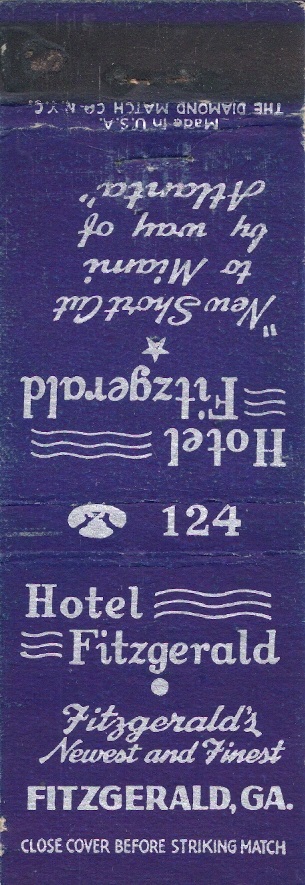 THE DIAMOND MATCH CO. N.Y.C.
Made in U.S.A.
Hotel
Fitzgerald
"New Short Cut
to Miami
by way of
Atlanta"
124
Hotel
Fitzgerald
Fitzgerald's
Newest and Finest
FITZGERALD, GA.
CLOSE COVER BEFORE STRIKING MATCH